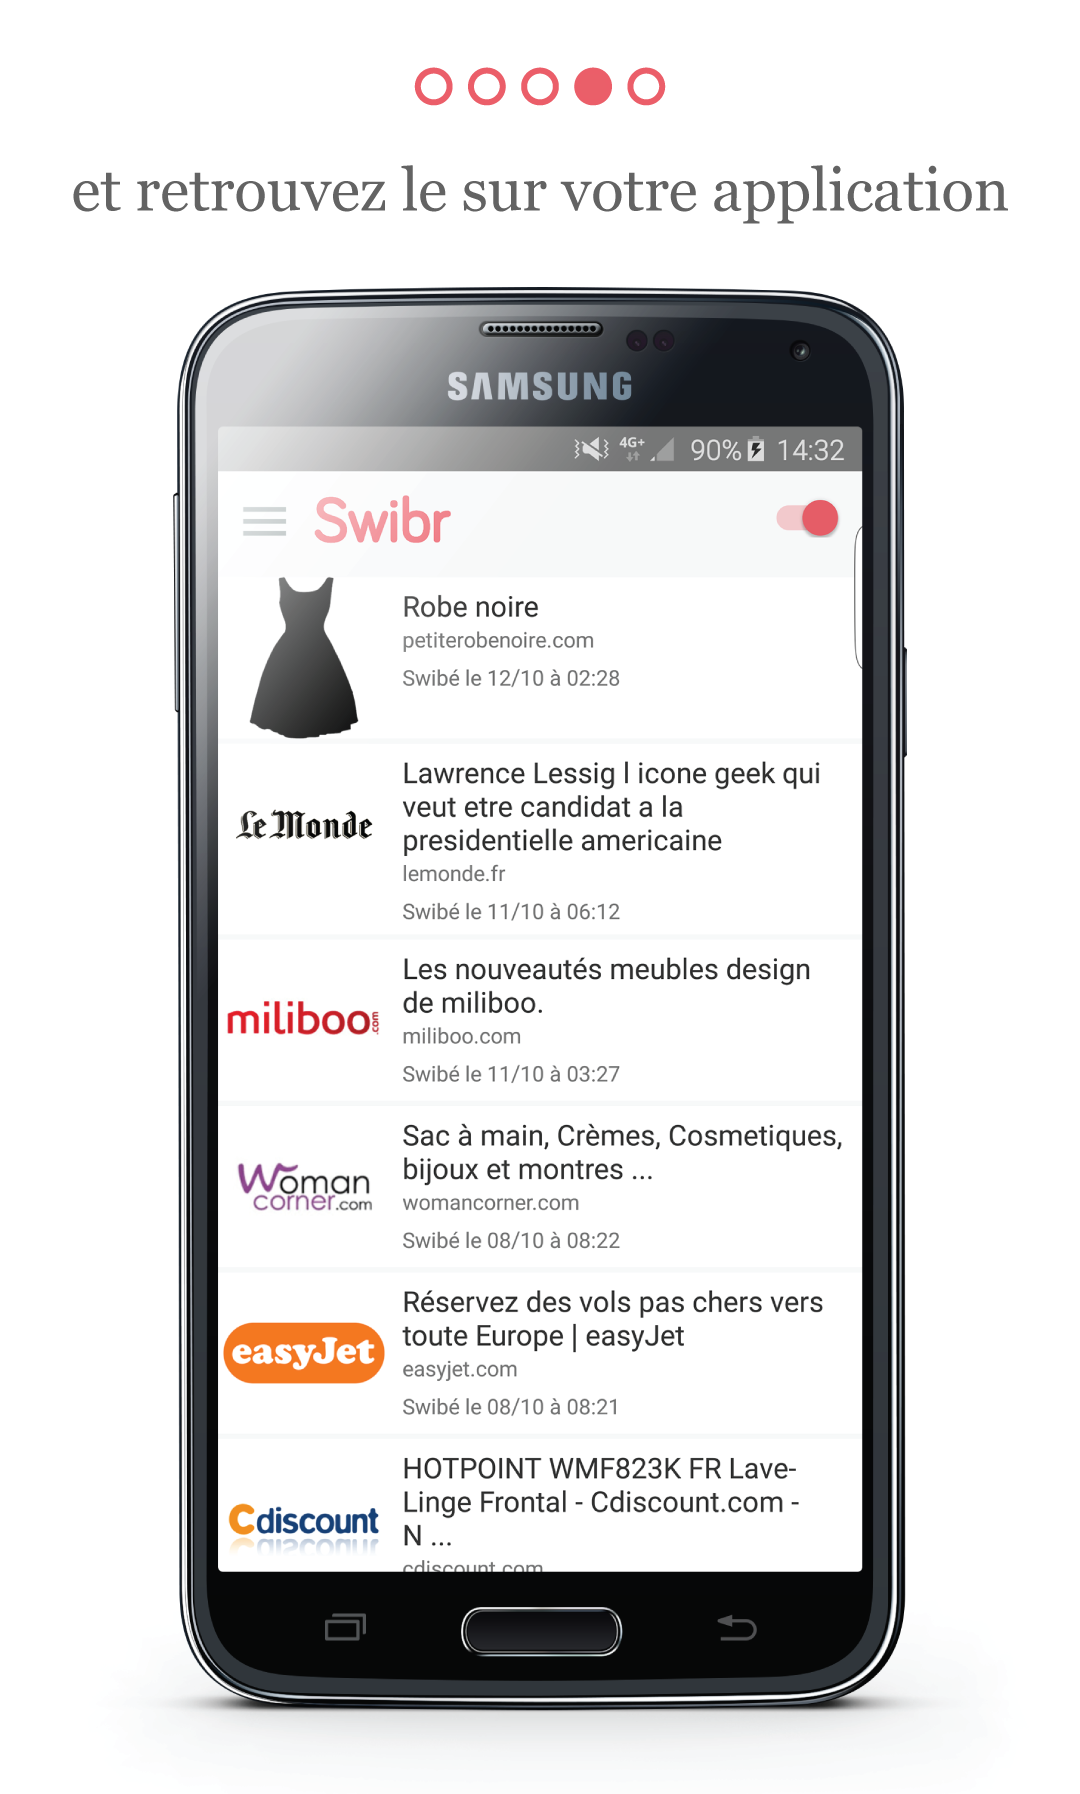 et retrouvez le sur votre application
SAMSUNG
4G+ 90% 14:32
Swibr
Robe noire
petiterobenoire.com
Swibé le 12/10 à 02:28
Le Monde
Lawrence Lessig l icone geek qui
veut etre candidat a la
presidentielle americaine
lemonde.fr
Swibé le 11/10 à 06:12
miliboo.com
Les nouveautés meubles design
de miliboo.
miliboo.com
Swibé le 11/10 à 03:27
Woman
corner.com
Sac à main, Crèmes, Cosmetiques,
bijoux et montres ...
womancorner.com
Swibé le 08/10 à 08:22
easyJet
Réservez des vols pas chers vers
toute Europe | easyJet
easyjet.com
Swibé le 08/10 à 08:21
Cdiscount
HOTPOINT WMF823K FR Lave-
Linge Frontal - Cdiscount.com -
N ...
cdiscount.com